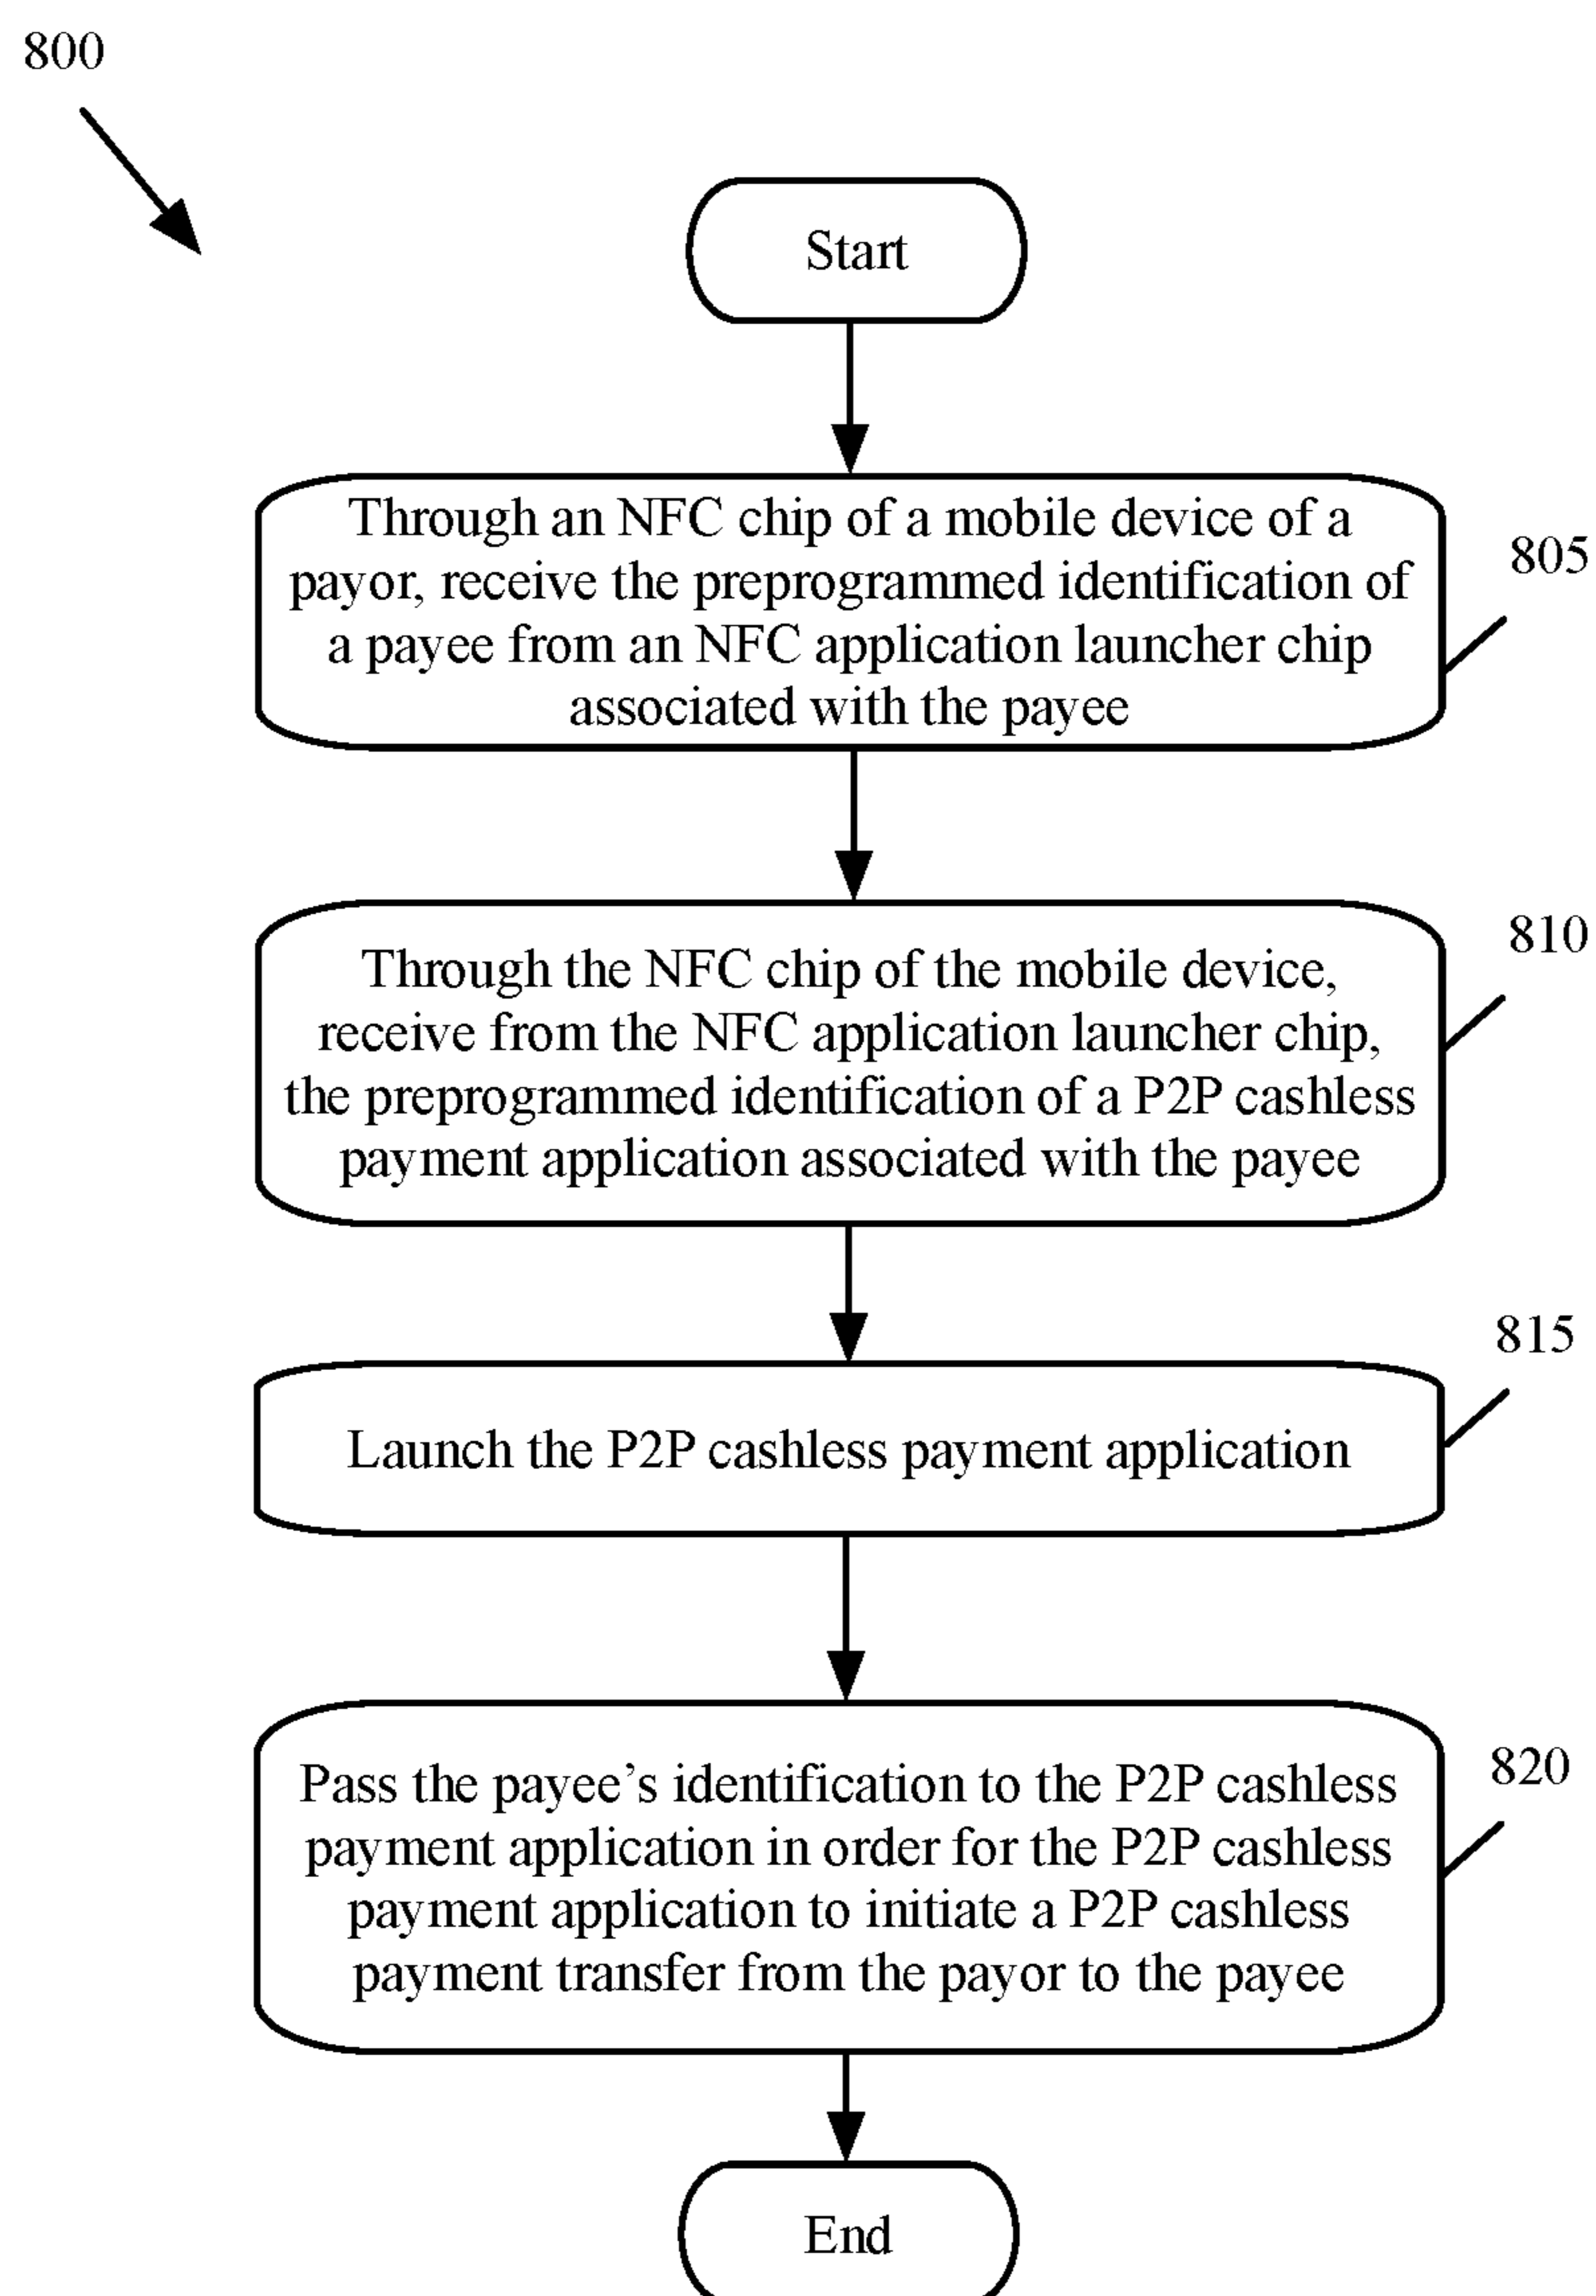 800
Start
Through an NFC chip of a mobile device of a
payor, receive the preprogrammed identification of
a payee from an NFC application launcher chip
associated with the payee
805
Through the NFC chip of the mobile device,
receive from the NFC application launcher chip,
the preprogrammed identification of a P2P cashless
payment application associated with the payee
810
Launch the P2P cashless payment application
815
Pass the payee’s identification to the P2P cashless
payment application in order for the P2P cashless
payment application to initiate a P2P cashless
payment transfer from the payor to the payee
820
End